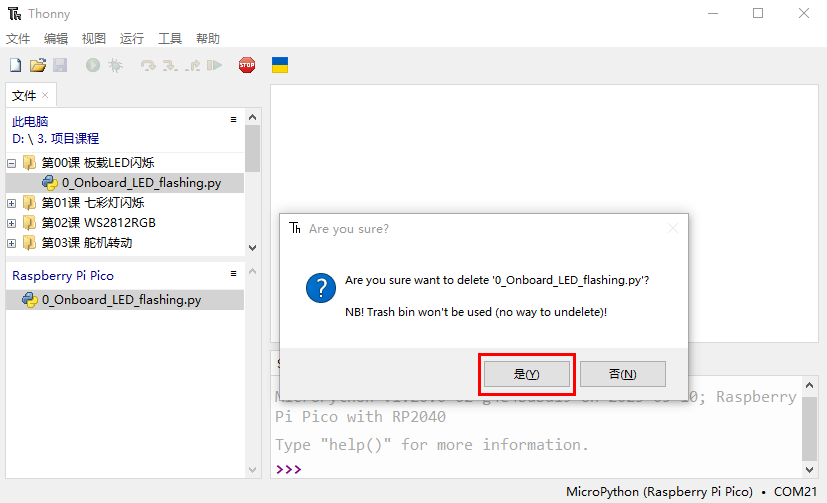 Thonny
文件 编辑 视图 运行 工具 帮助
STOP
文件
此电脑
D: \ 3. 项目课程
第00课 板载LED闪烁
0_Onboard_LED_flashing.py
第01课 七彩灯闪烁
第02课 WS2812RGB
第03课 舵机转动
Raspberry Pi Pico
0_Onboard_LED_flashing.py
Are you sure?
Are you sure want to delete '0_Onboard_LED_flashing.py'?
NB! Trash bin won't be used (no way to undelete)!
是(Y) 否(N)
; Raspberry
Pi Pico with RP2040
Type "help()" for more information.
>>>
MicroPython (Raspberry Pi Pico) • COM21